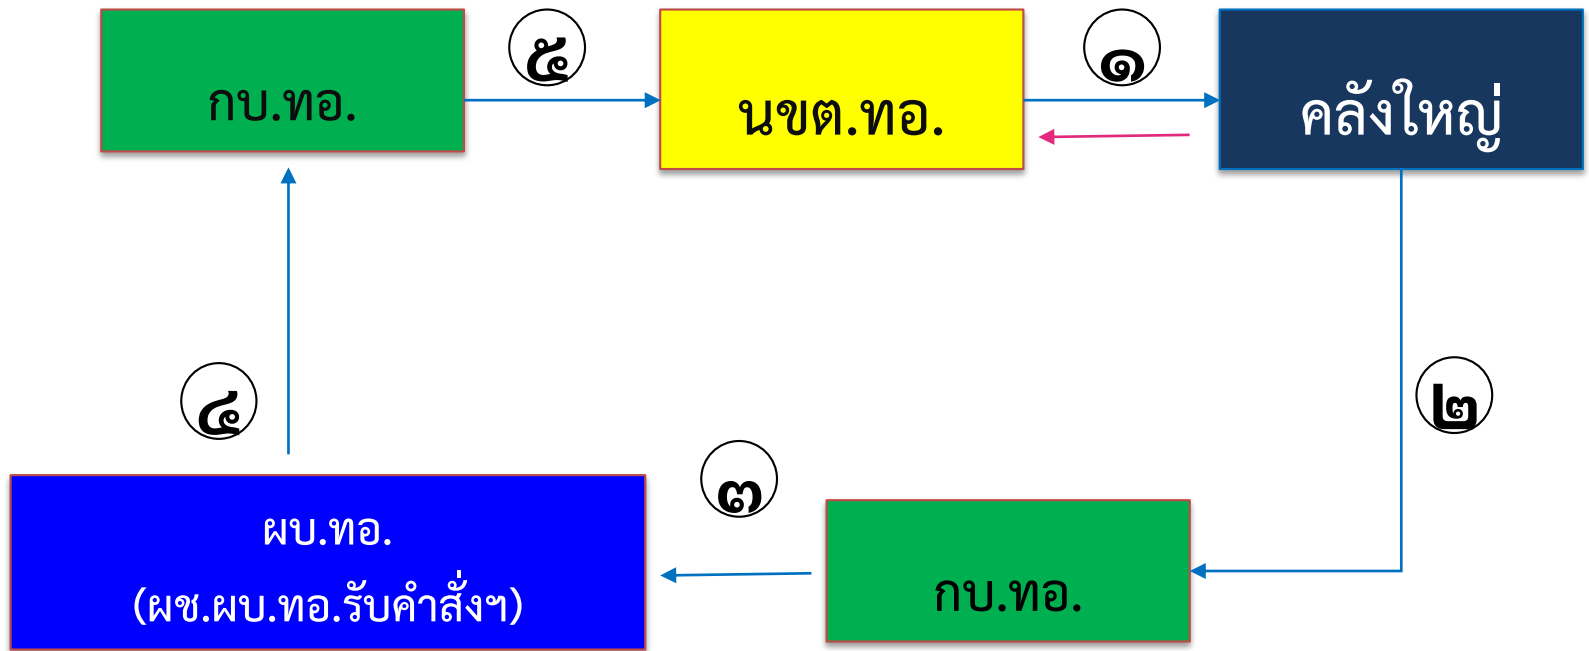 กบ.ทอ.
๕
นขต.ทอ.
๑
คลังใหญ่
๔
๒
๓
ผบ.ทอ.
(ผช.ผบ.ทอ.รับคำสั่งฯ)
กบ.ทอ.